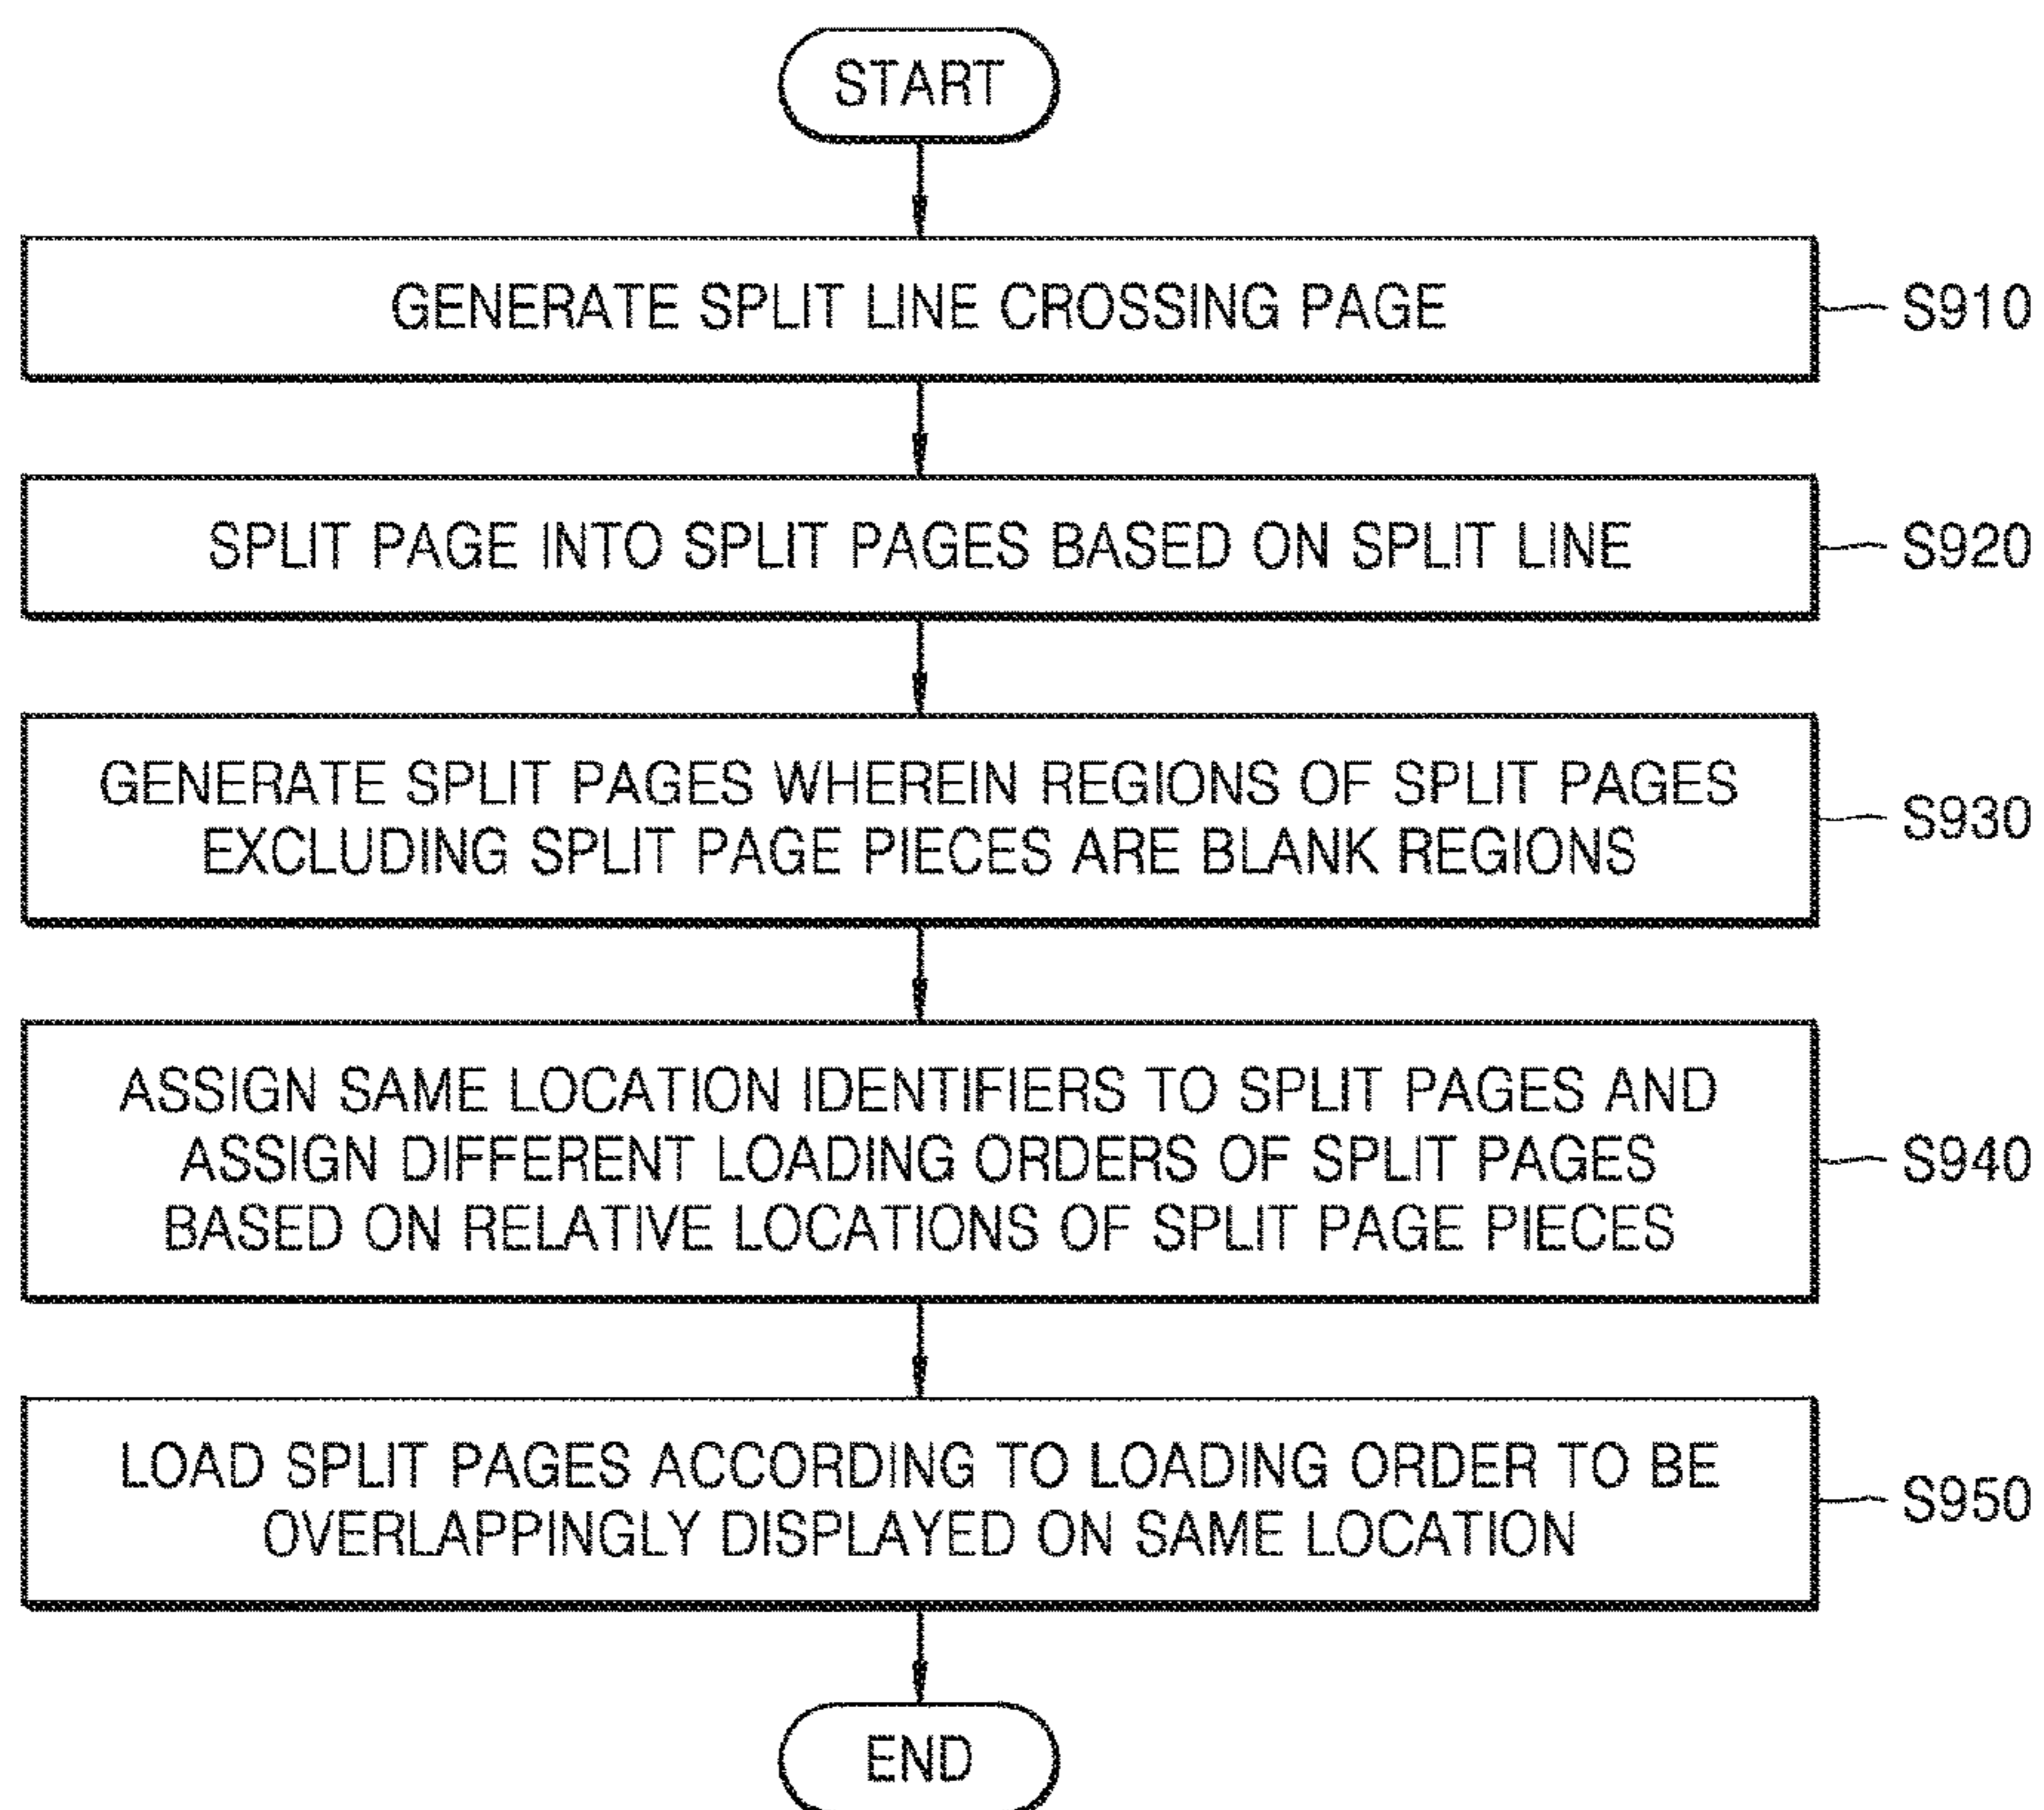 START
GENERATE SPLIT LINE CROSSING PAGE
S910
SPLIT PAGE INTO SPLIT PAGES BASED ON SPLIT LINE
S920
GENERATE SPLIT PAGES WHEREIN REGIONS OF SPLIT PAGES
EXCLUDING SPLIT PAGE PIECES ARE BLANK REGIONS
S930
ASSIGN SAME LOCATION IDENTIFIERS TO SPLIT PAGES AND
ASSIGN DIFFERENT LOADING ORDERS OF SPLIT PAGES
BASED ON RELATIVE LOCATIONS OF SPLIT PAGE PIECES
S940
LOAD SPLIT PAGES ACCORDING TO LOADING ORDER TO BE
OVERLAPPINGLY DISPLAYED ON SAME LOCATION
S950
END